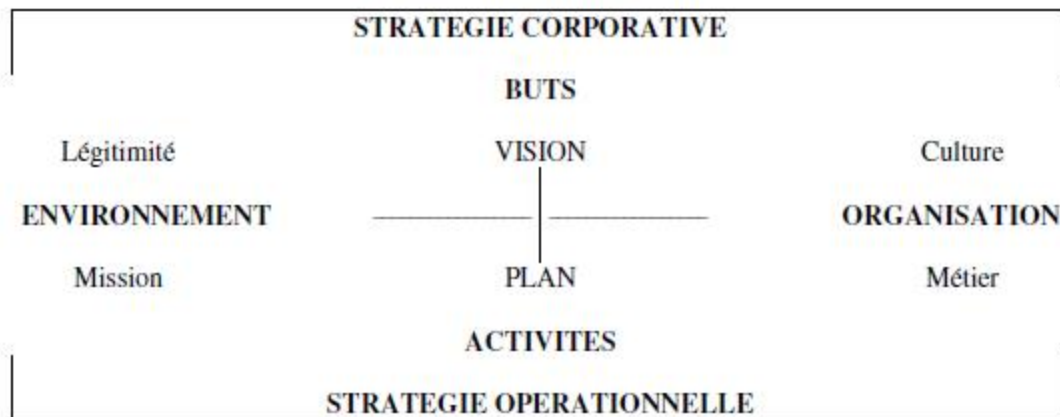 STRATEGIE CORPORATIVE
BUTS
Légitimité VISION Culture
ENVIRONNEMENT ORGANISATION
Mission PLAN Métier
ACTIVITES
STRATEGIE OPERATIONNELLE